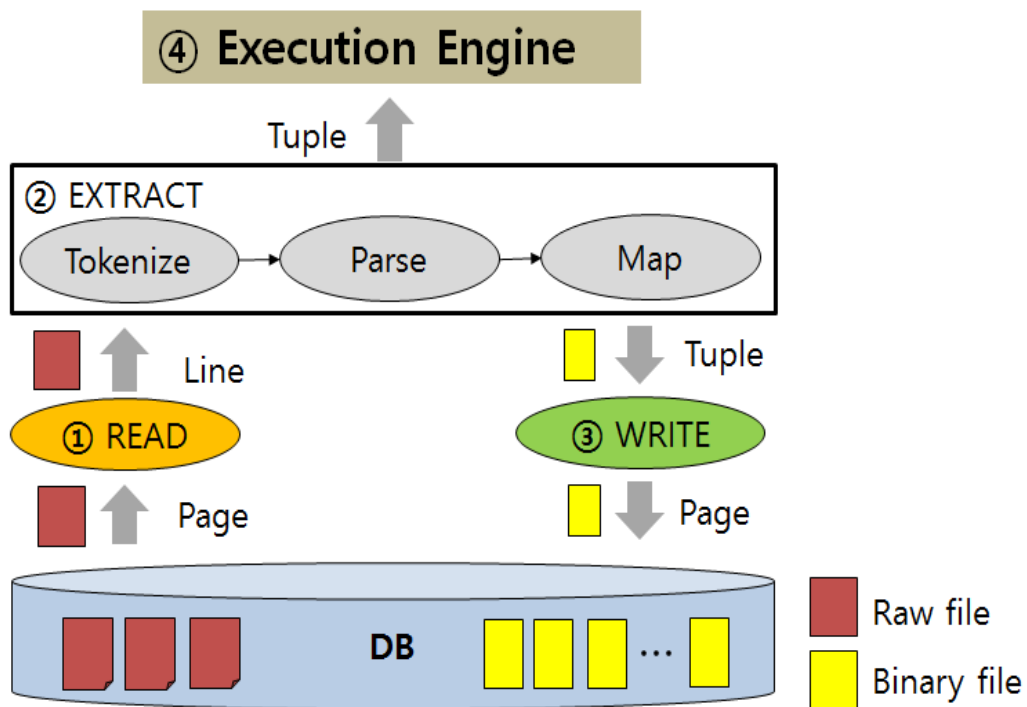 ④ Execution Engine
Tuple
② EXTRACT
Tokenize
Parse
Map
Line
Tuple
① READ
③ WRITE
Page
Page
DB
...
Raw file
Binary file